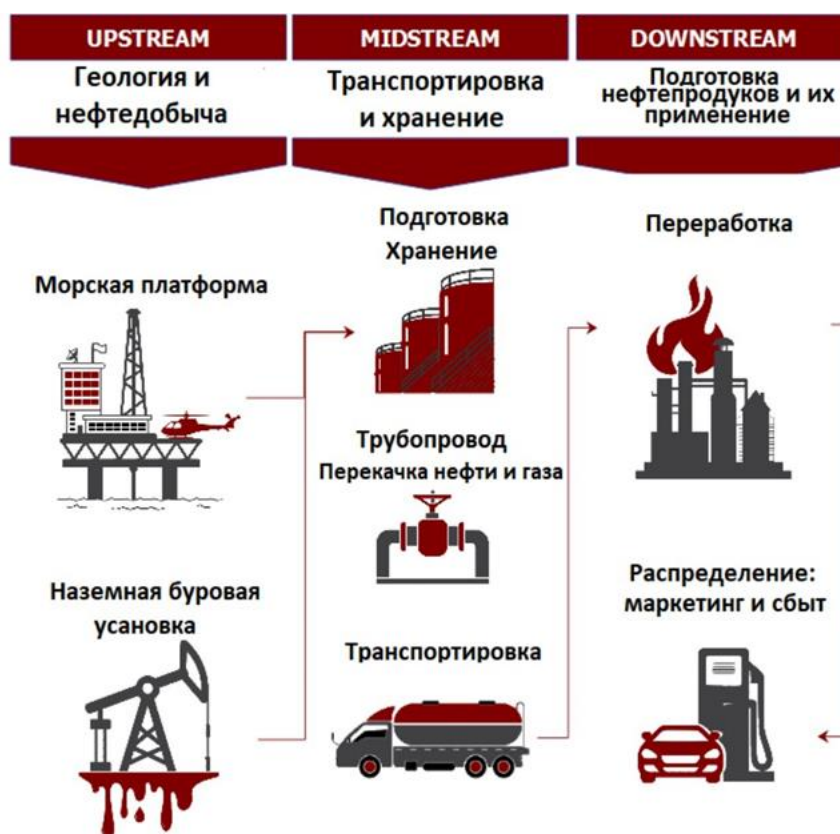 UPSTREAM
Геология и
нефтедобыча
MIDSTREAM
Транспортировка
и хранение
DOWNSTREAM
Подготовка
нефтепродуков и их
применение
Морская платформа
Наземная буровая
усановка
Подготовка
Хранение
Трубопровод
Перекачка нефти и газа
Транспортировка
Переработка
Распределение:
маркетинг и сбыт